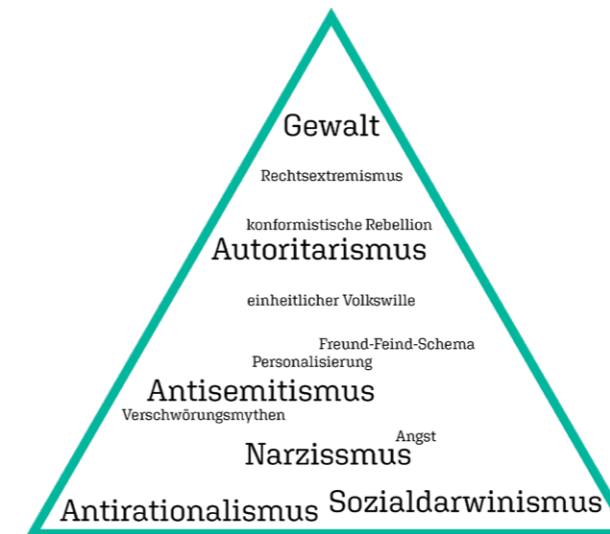 Gewalt
Rechtsextremismus
konformistische Rebellion
Autoritarismus
einheitlicher Volkswille
Freund-Feind-Schema
Personalisierung
Antisemitismus
Verschwörungsmythen
Angst
Narzissmus
Sozialdarwinismus
Antirationalismus